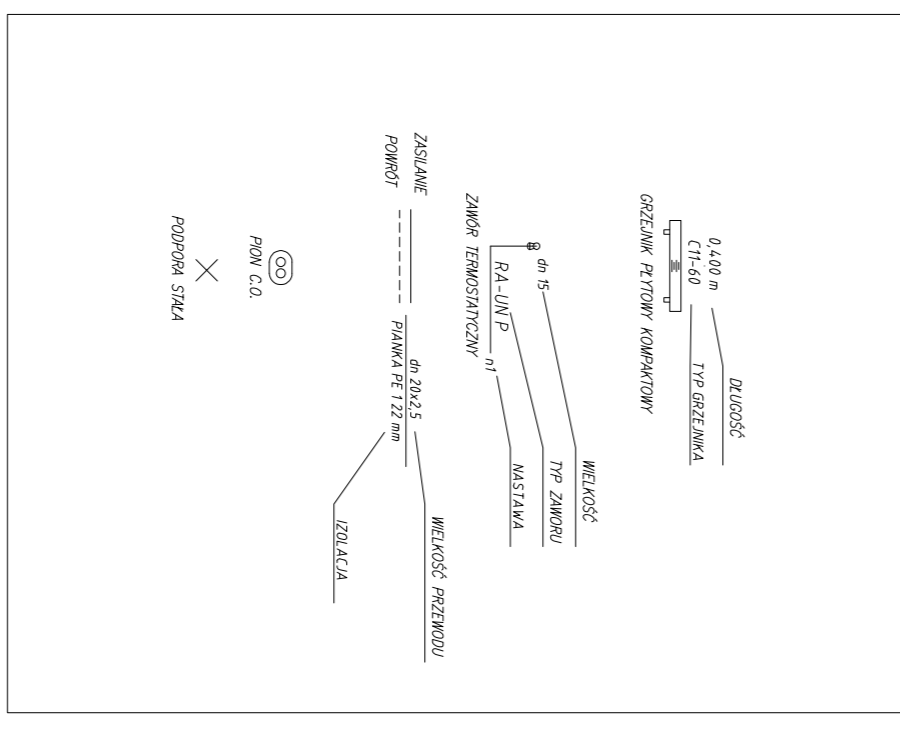 0,400 m
C11-60
DŁUGOŚĆ
TYP GRZEJNIKA
GRZEJNIK PŁYTOWY KOMPAKTOWY
dn 15
RA-UN P
n1
WIELKOŚĆ
TYP ZAWORU
NASTAWA
ZAWÓR TERMOSTATYCZNY
ZASILANIE
POWRÓT
dn 20x2,5
PIANKA PE 1 22 mm
WIELKOŚĆ PRZEWODU
IZOLACJA
PION C.O.
PODPORA STAŁA